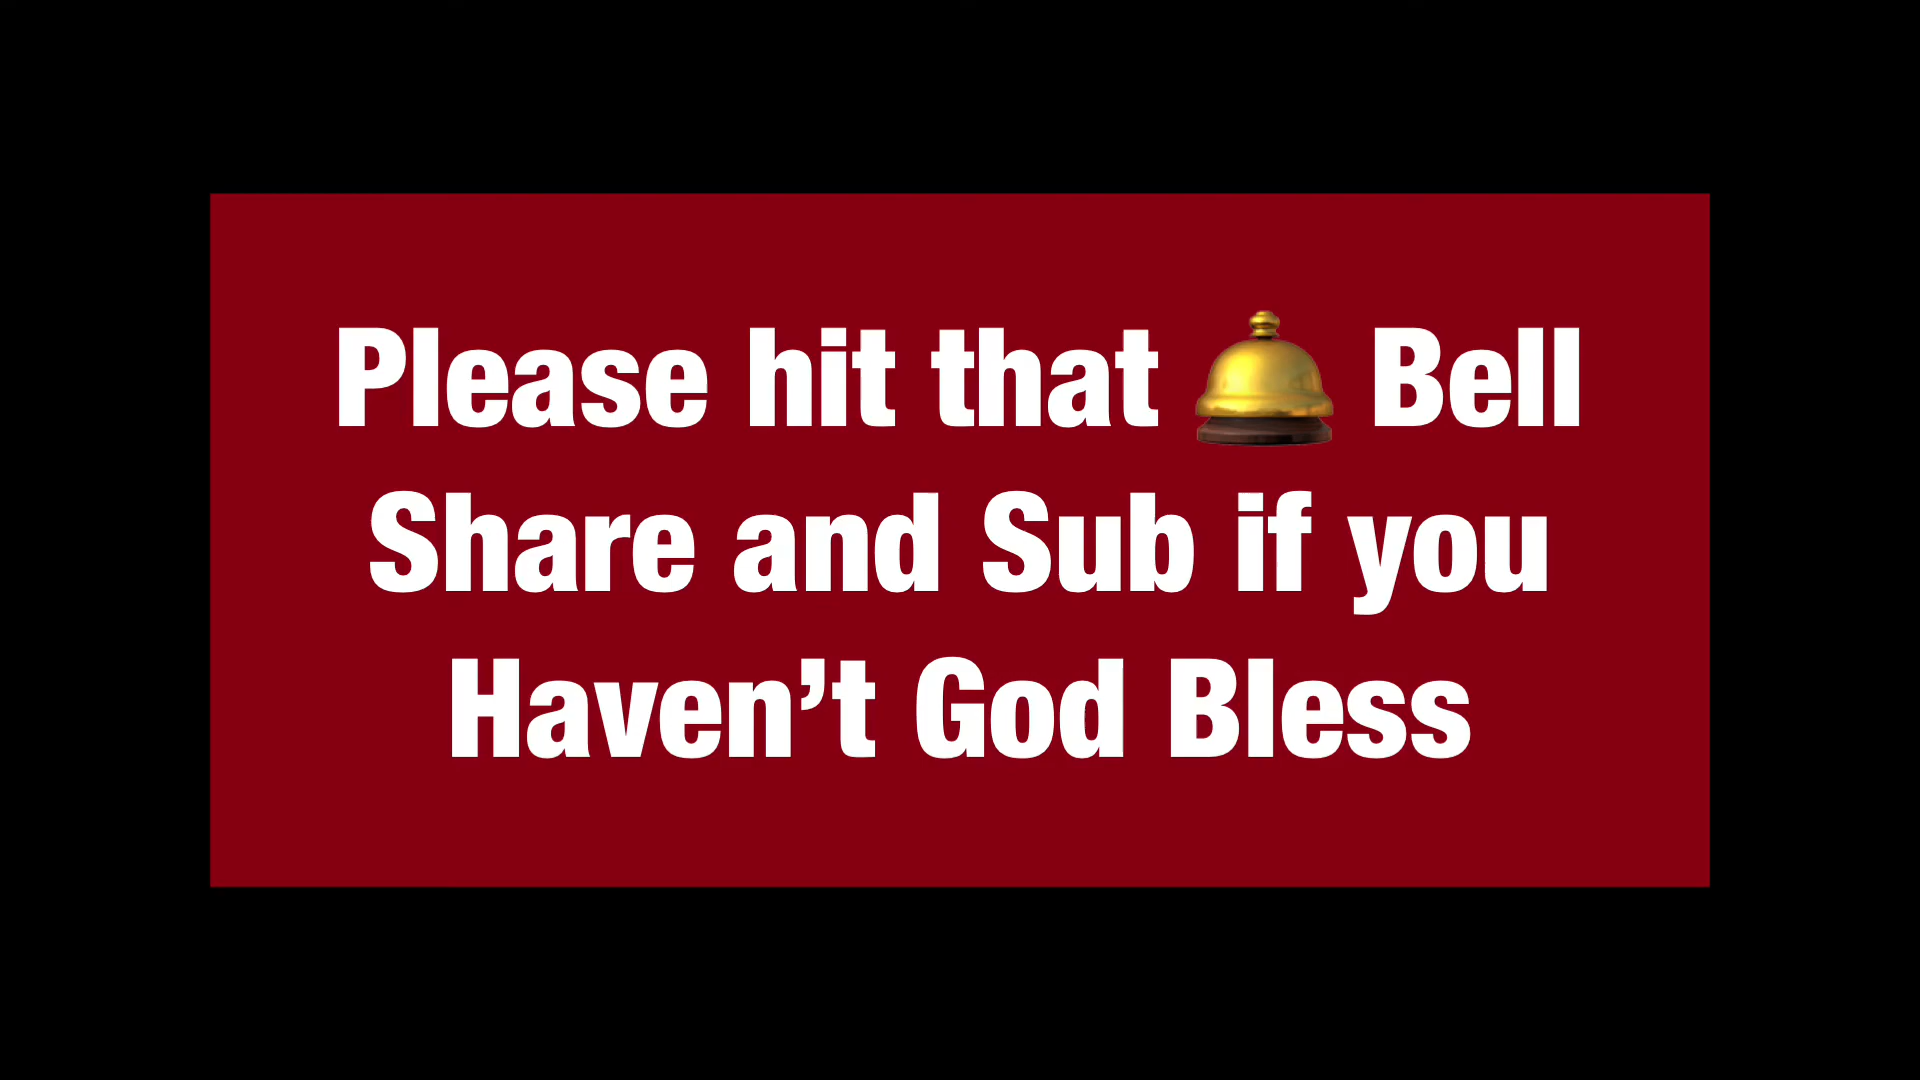 Please hit that 🛎️ Bell
Share and Sub if you
Haven’t God Bless